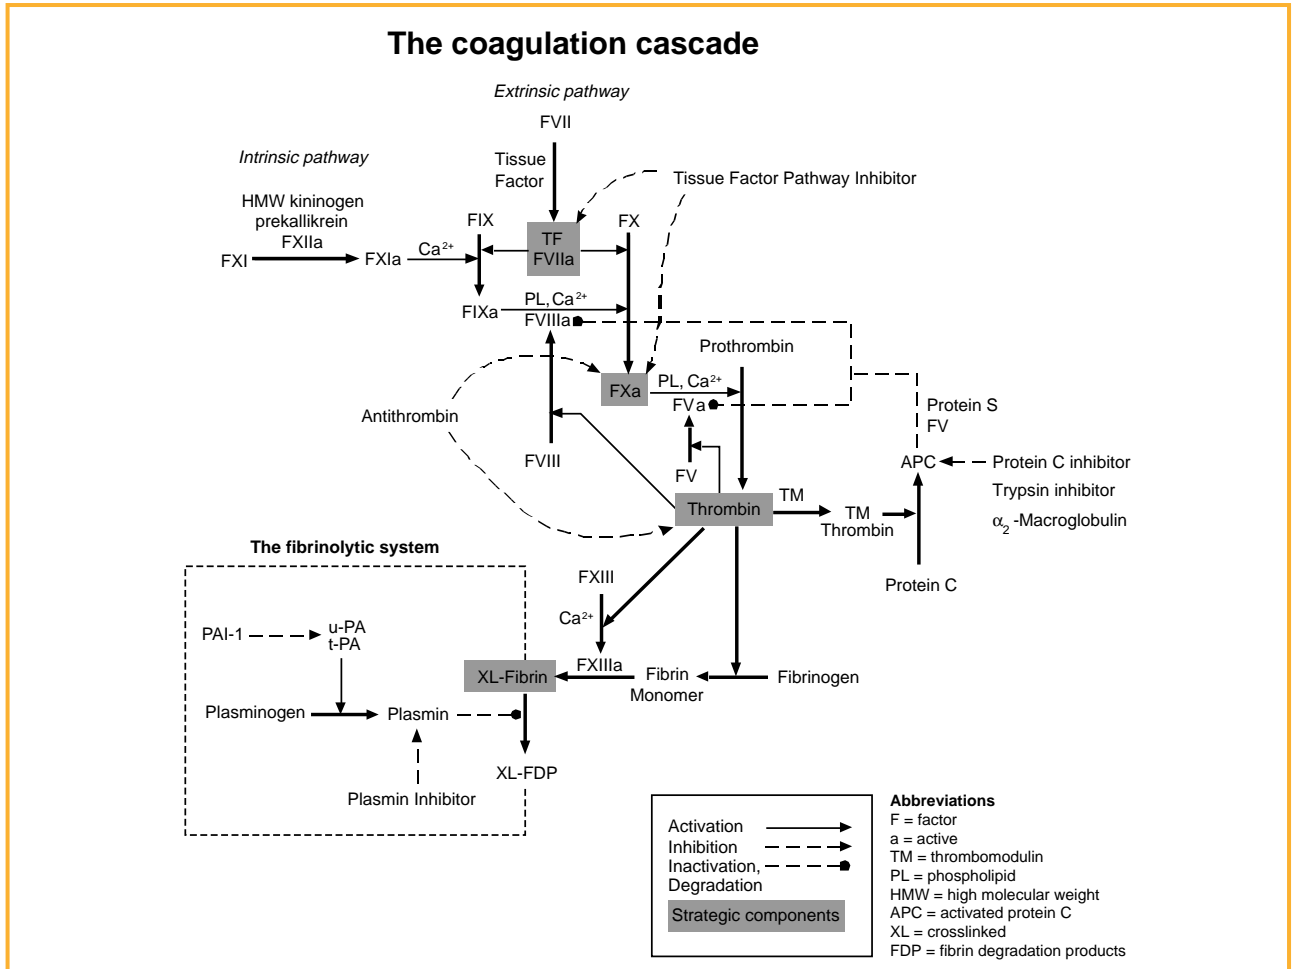 The coagulation cascade
Extrinsic pathway
FVII
Intrinsic pathway
Tissue
Factor
Tissue Factor Pathway Inhibitor
HMW kininogen
prekallikrein
FXIIa
FIX
TF
FVIIa
FX
FXI
FXIa
Ca2+
FIXa
PL, Ca2+
FVIIIa
Prothrombin
FXa
PL, Ca2+
FVa
Antithrombin
Protein S
FV
FVIII
FV
APC
Protein C inhibitor
Trypsin inhibitor
α2-Macroglobulin
Thrombin
TM
TM
Thrombin
Protein C
The fibrinolytic system
FXIII
Ca2+
FXIIIa
PAI-1
u-PA
t-PA
XL-Fibrin
Fibrin
Monomer
Fibrinogen
Plasminogen
Plasmin
XL-FDP
Plasmin Inhibitor
Activation
Inhibition
Inactivation,
Degradation
Strategic components
Abbreviations
F = factor
a = active
TM = thrombomodulin
PL = phospholipid
HMW = high molecular weight
APC = activated protein C
XL = crosslinked
FDP = fibrin degradation products